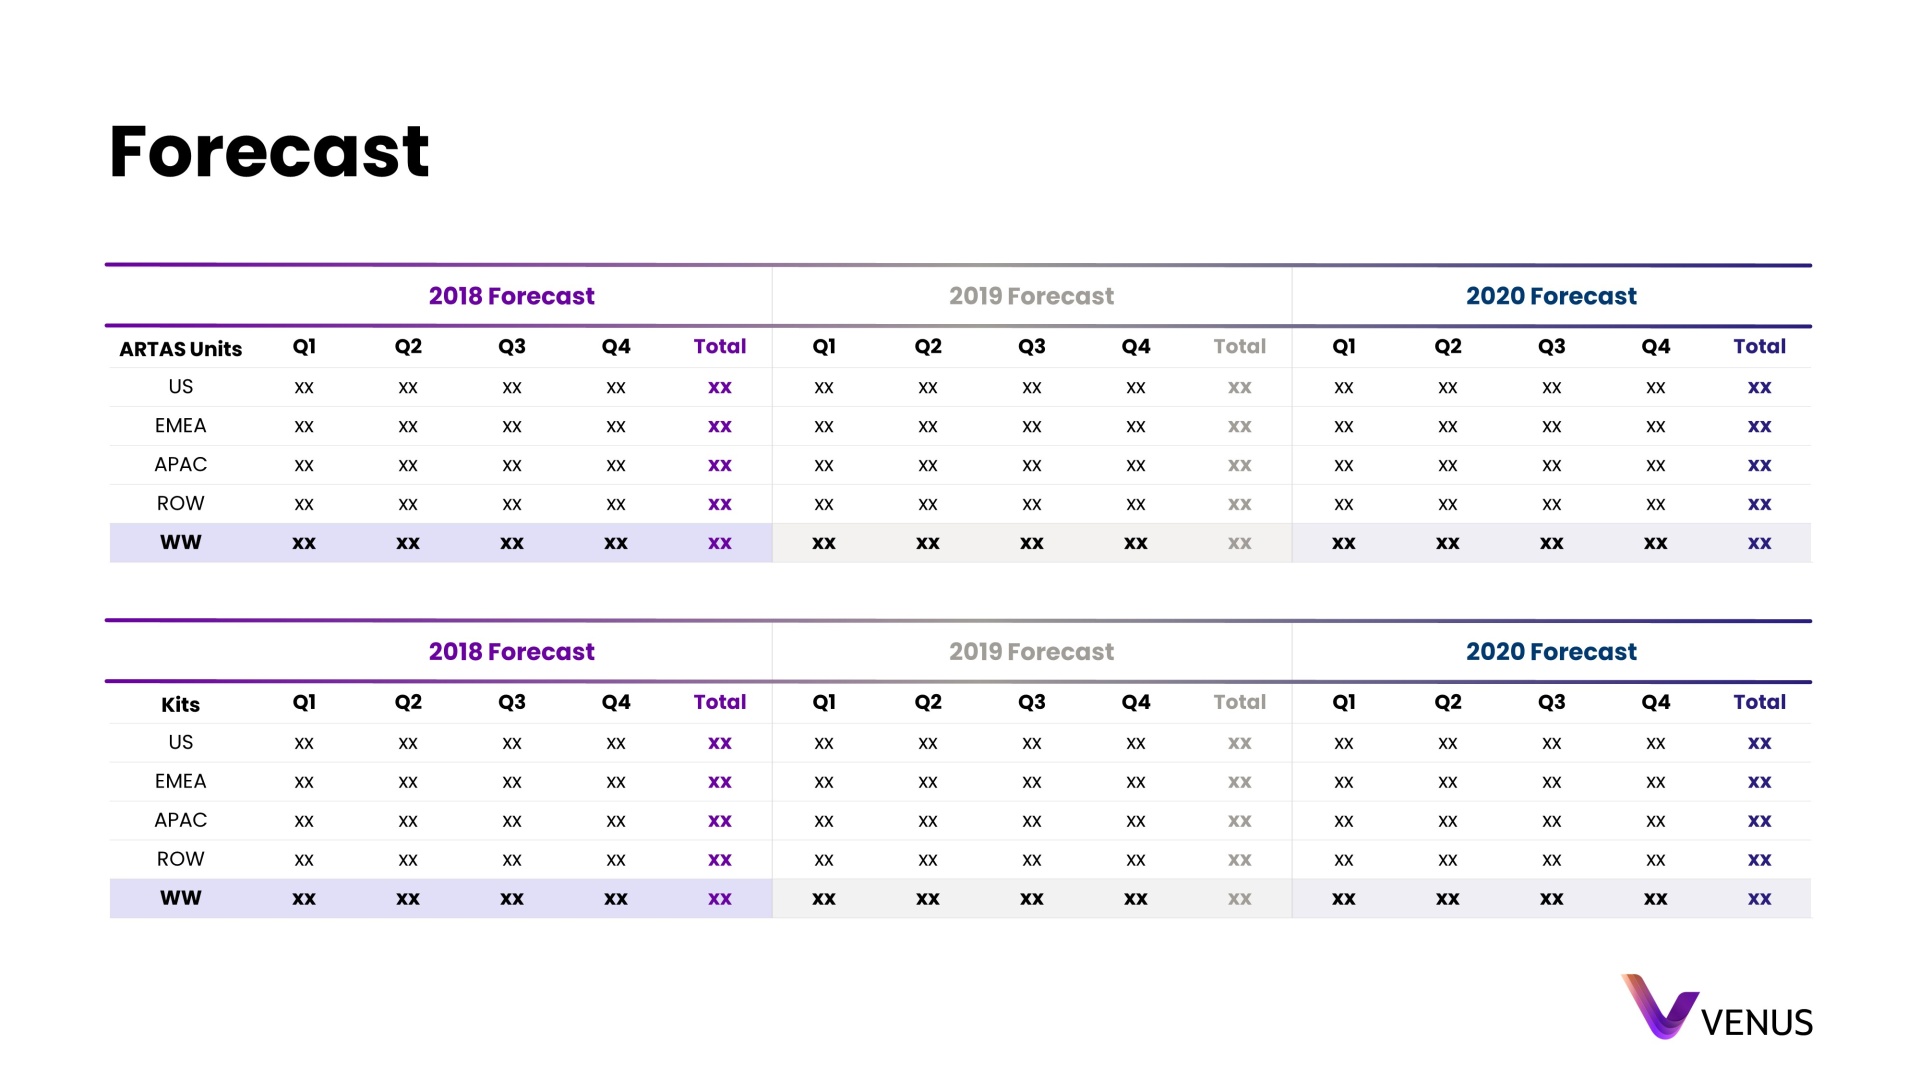 Forecast
2018 Forecast 2019 Forecast 2020 Forecast
ARTAS Units Q1 Q2 Q3 Q4 Total Q1 Q2 Q3 Q4 Total Q1 Q2 Q3 Q4 Total
US xx xx xx xx xx xx xx xx xx xx xx xx xx xx xx
EMEA xx xx xx xx xx xx xx xx xx xx xx xx xx xx xx
APAC xx xx xx xx xx xx xx xx xx xx xx xx xx xx xx
ROW xx xx xx xx xx xx xx xx xx xx xx xx xx xx xx
WW xx xx xx xx xx xx xx xx xx xx xx xx xx xx xx
2018 Forecast 2019 Forecast 2020 Forecast
Kits Q1 Q2 Q3 Q4 Total Q1 Q2 Q3 Q4 Total Q1 Q2 Q3 Q4 Total
US xx xx xx xx xx xx xx xx xx xx xx xx xx xx xx
EMEA xx xx xx xx xx xx xx xx xx xx xx xx xx xx xx
APAC xx xx xx xx xx xx xx xx xx xx xx xx xx xx xx
ROW xx xx xx xx xx xx xx xx xx xx xx xx xx xx xx
WW xx xx xx xx xx xx xx xx xx xx xx xx xx xx xx
VENUS